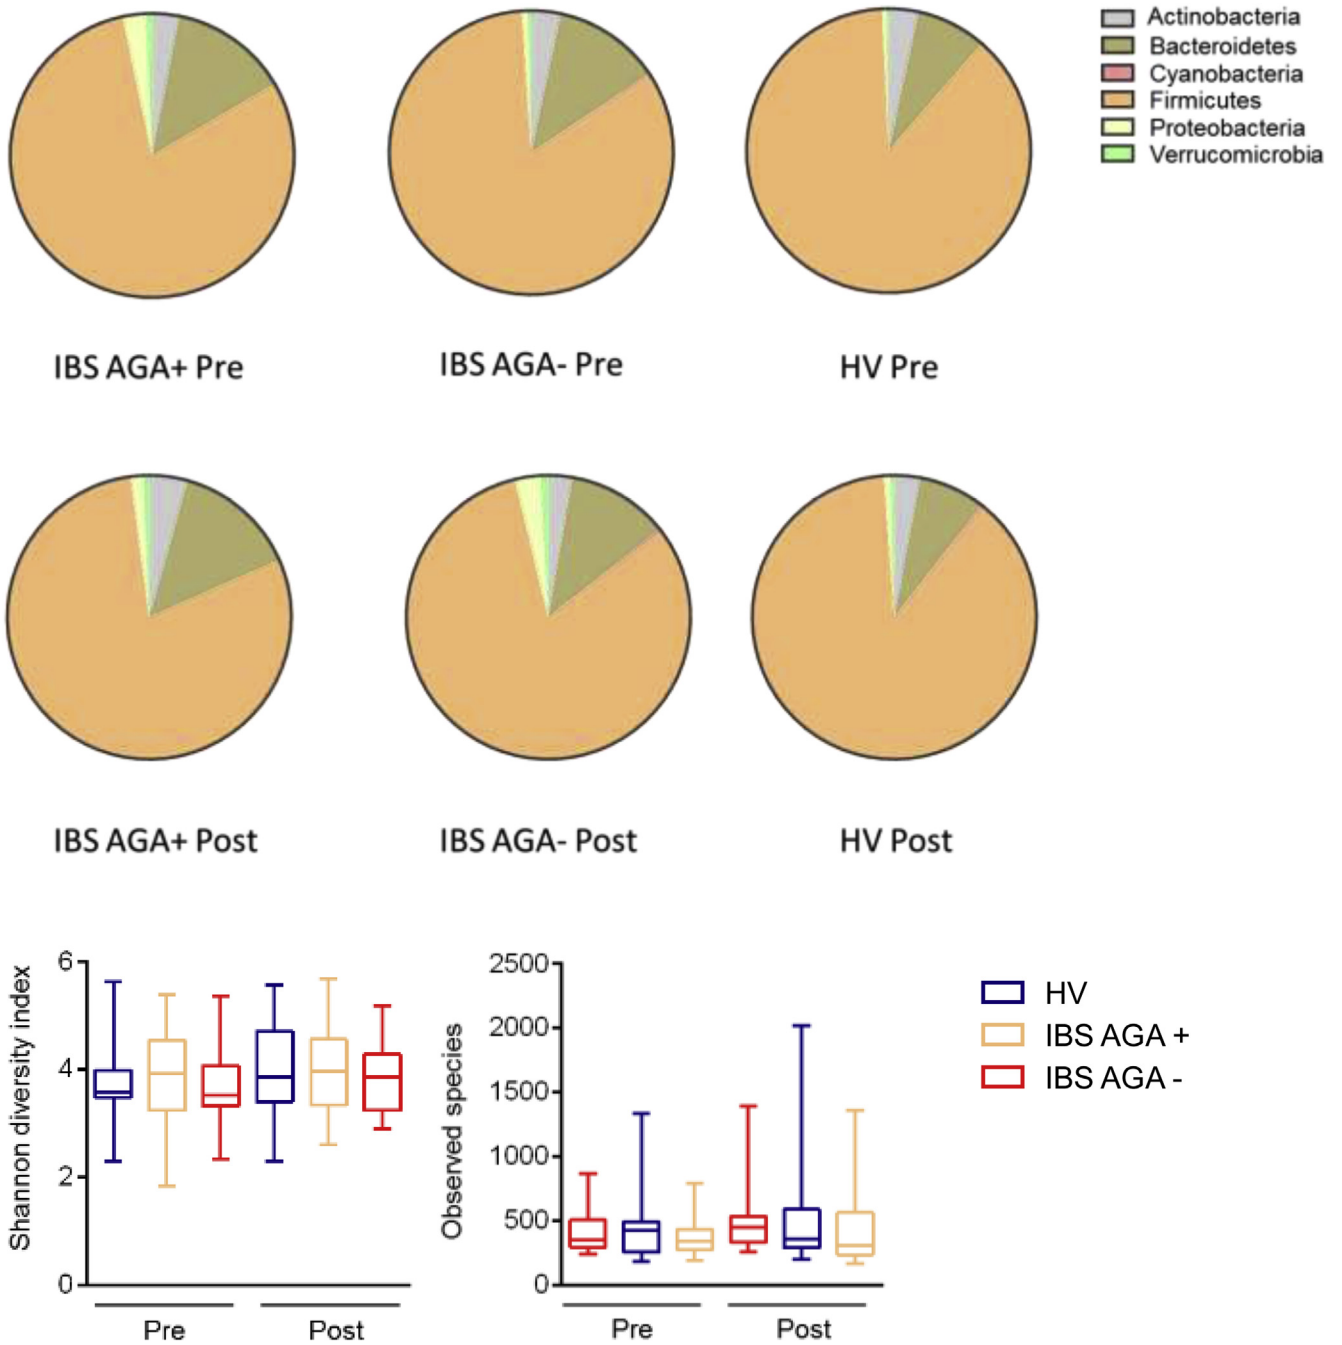 Actinobacteria
Bacteroidetes
Cyanobacteria
Firmicutes
Proteobacteria
Verrucomicrobia
IBS AGA+ Pre
IBS AGA- Pre
HV Pre
IBS AGA+ Post
IBS AGA- Post
HV Post
Shannon diversity index
6
4
2
0
Pre
Post
Observed species
2500
2000
1500
1000
500
0
Pre
Post
HV
IBS AGA +
IBS AGA -